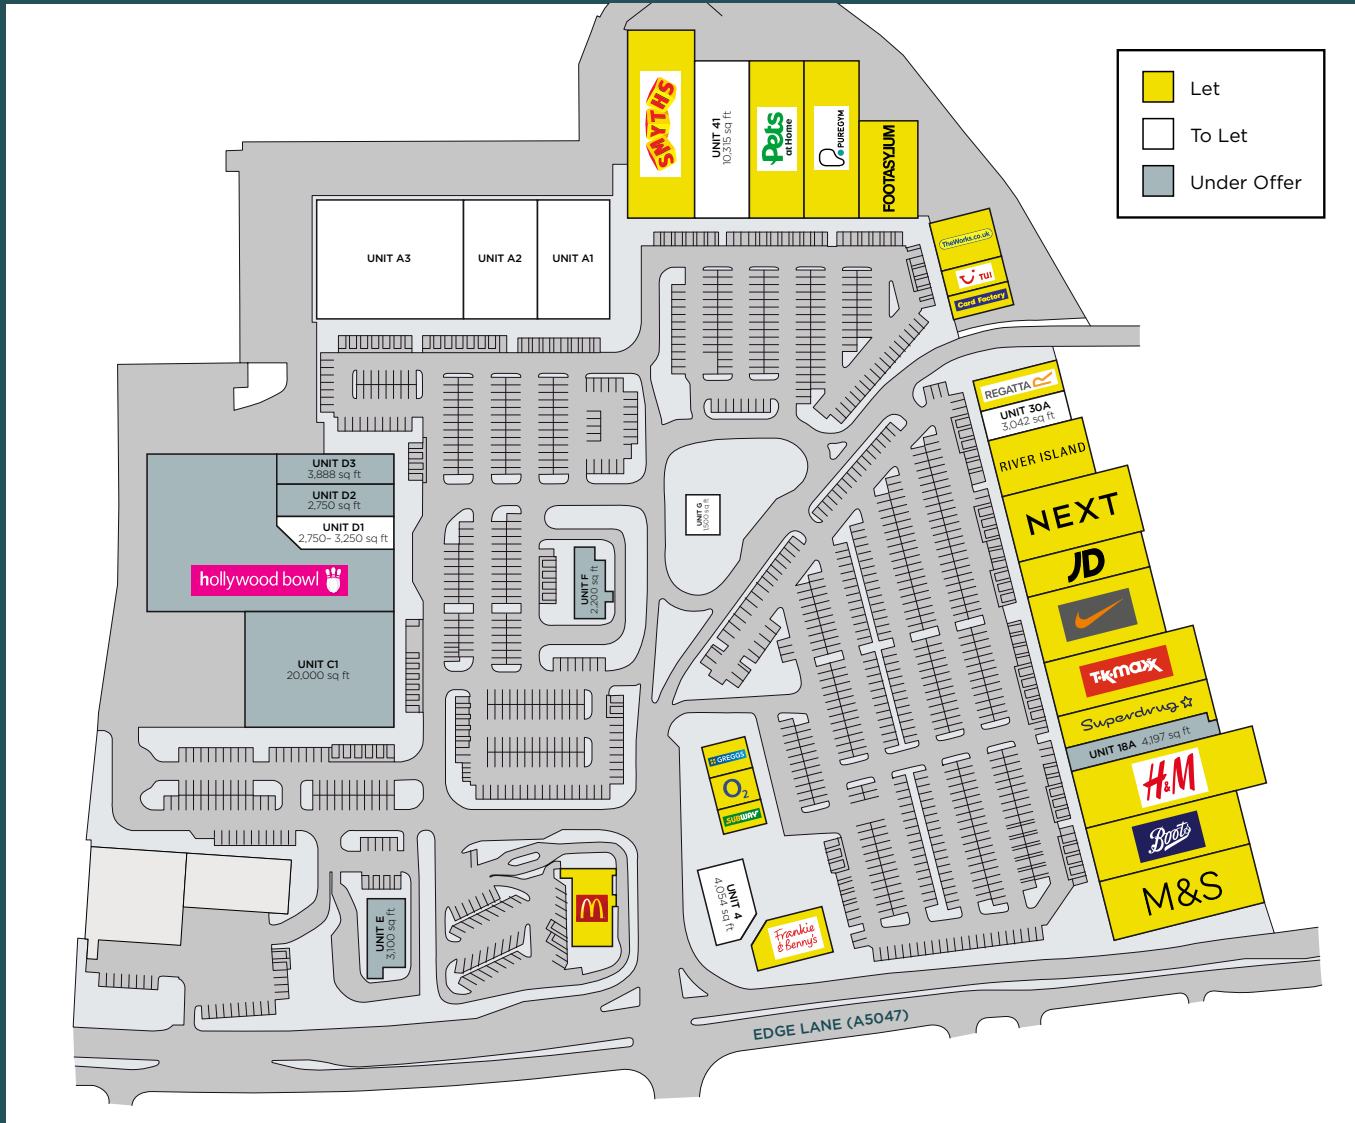 Let
To Let
Under Offer
SMYTHS
UNIT 41
10,315 sq ft
Pets
at Home
PUREGYM
FOOTASYLUM
TheWorks.co.uk
TUI
Card Factory
UNIT A3
UNIT A2
UNIT A1
REGATTA
UNIT 30A
3,042 sq ft
RIVER ISLAND
NEXT
JD
TK maxx
Superdrug
UNIT 18A 4,197 sq ft
H&M
Boots
M&S
UNIT D3
3,888 sq ft
UNIT D2
2,750 sq ft
UNIT D1
2,750- 3,250 sq ft
hollywood bowl
UNIT C1
20,000 sq ft
UNIT G
1,500 sq ft
UNIT F
2,200 sq ft
GREGGS
O2
SUBWAY
UNIT 4
4,054 sq ft
Frankie
& Benny's
UNIT E
3,100 sq ft
M
EDGE LANE (A5047)